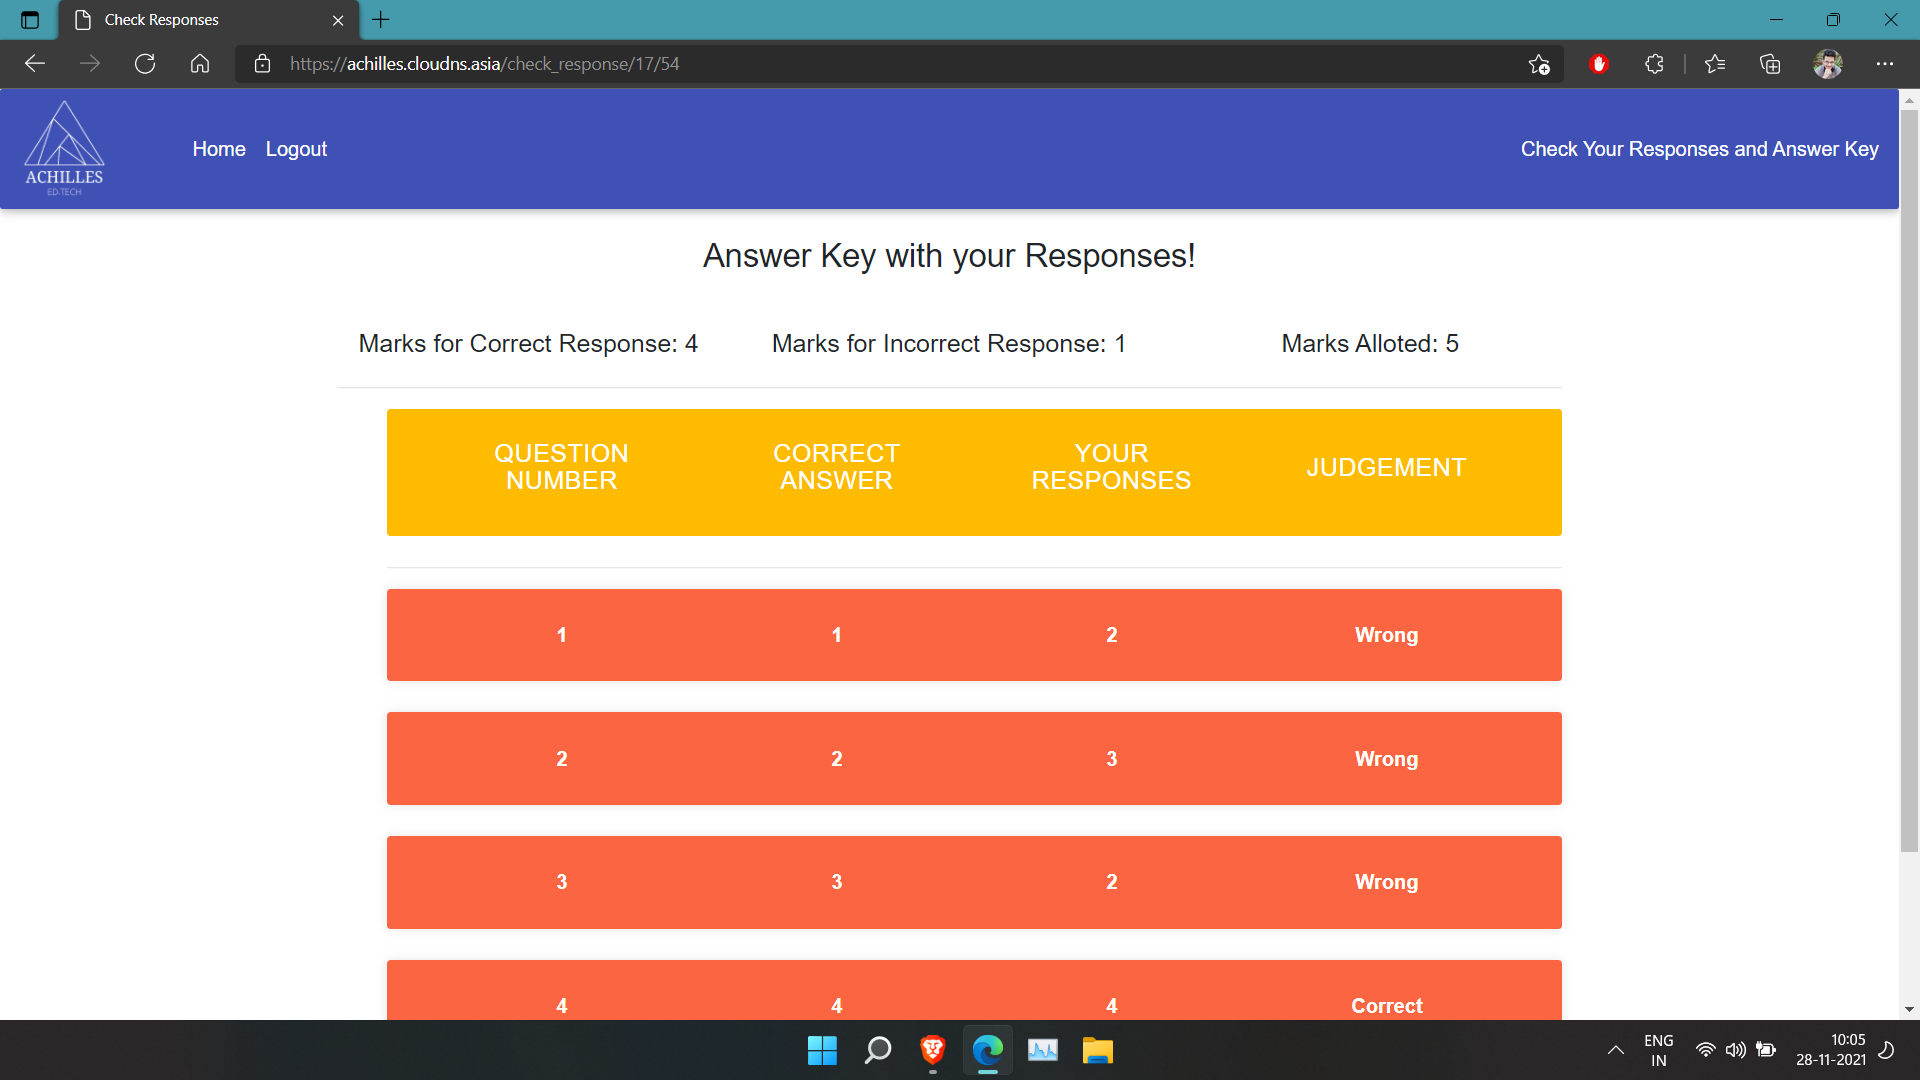 Check Responses
https://achilles.cloudns.asia/check_response/17/54
ACHILLES
ED-TECH
Home Logout
Check Your Responses and Answer Key
Answer Key with your Responses!
Marks for Correct Response: 4
Marks for Incorrect Response: 1
Marks Alloted: 5
QUESTION
NUMBER
CORRECT
ANSWER
YOUR
RESPONSES
JUDGEMENT
1 1 2 Wrong
2 2 3 Wrong
3 3 2 Wrong
4 4 4 Correct
ENG
IN
10:05
28-11-2021